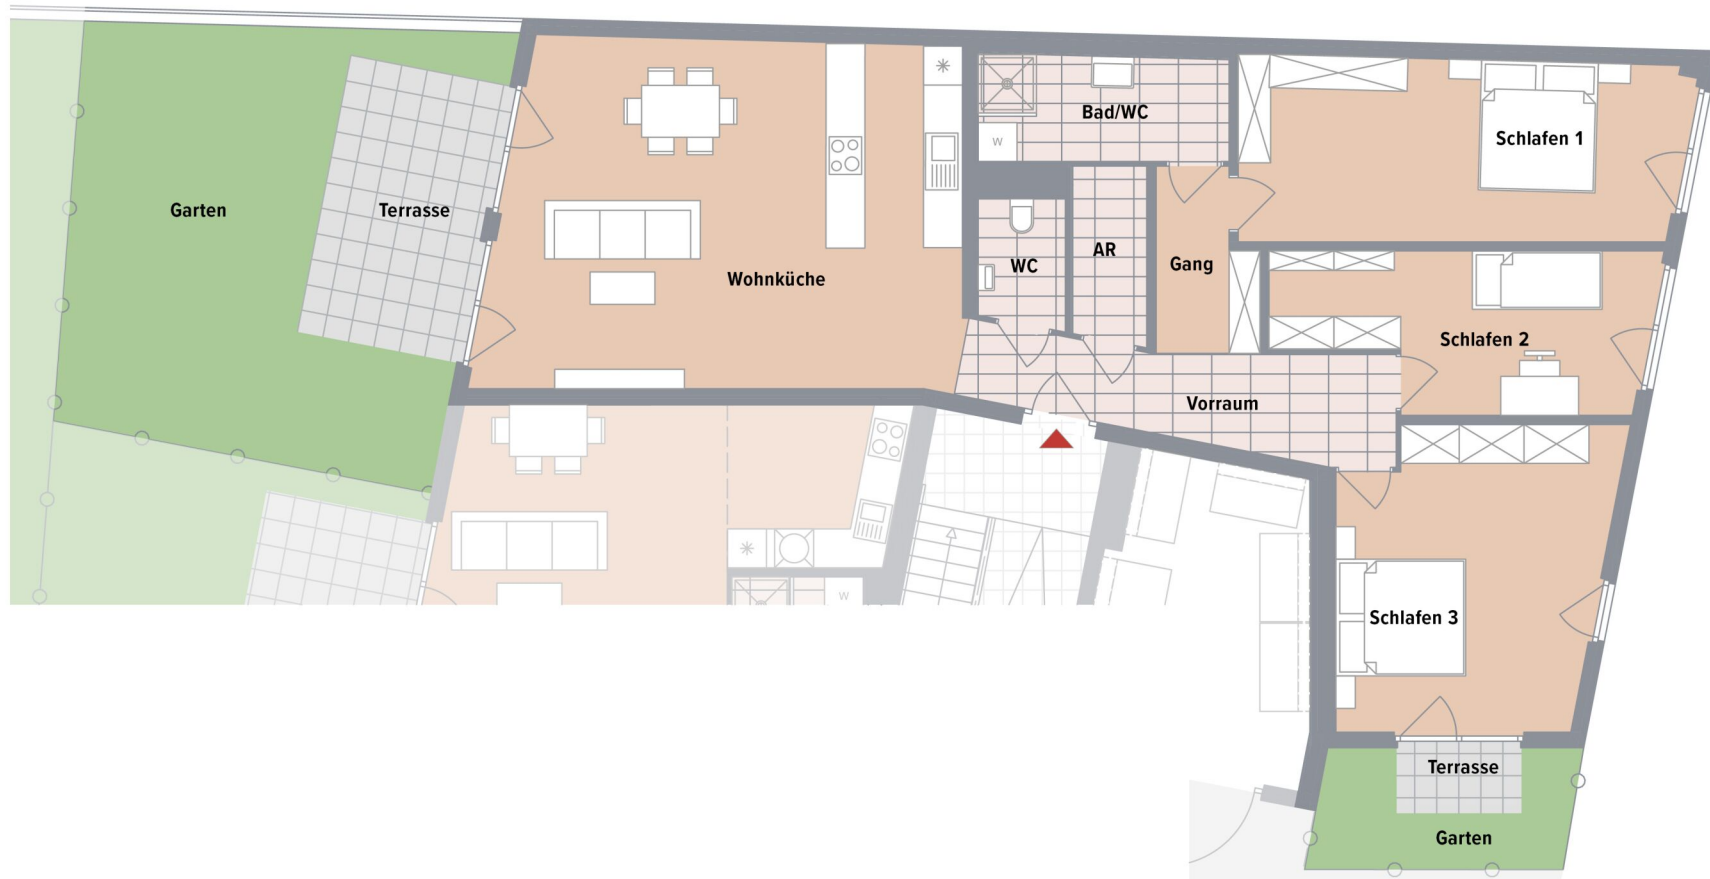 Bad/WC
Schlafen 1
Garten
Terrasse
Wohnküche
WC
AR
Gang
Schlafen 2
Vorraum
Schlafen 3
Terrasse
Garten
W
W